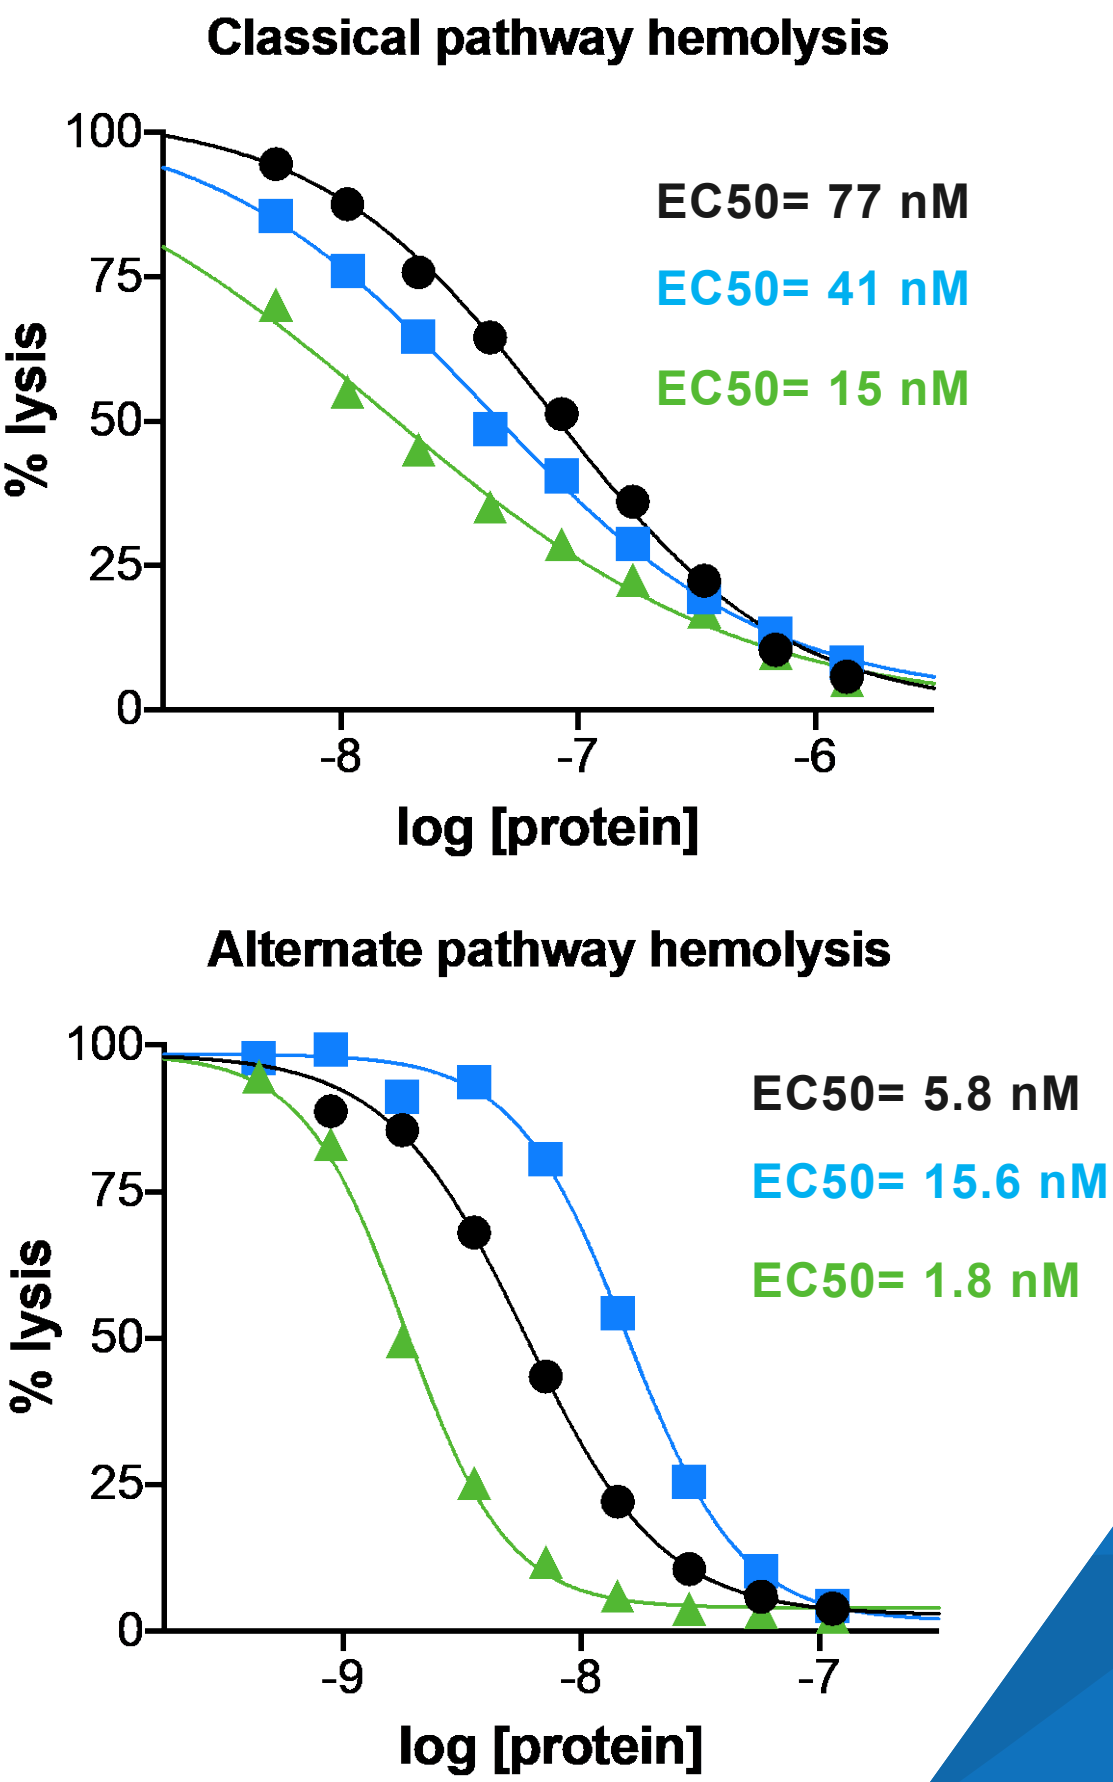 Classical pathway hemolysis
100
75
50
25
0
% lysis
EC50= 77 nM
EC50= 41 nM
EC50= 15 nM
-8
-7
-6
log [protein]
Alternate pathway hemolysis
100
75
50
25
0
% lysis
EC50= 5.8 nM
EC50= 15.6 nM
EC50= 1.8 nM
-9
-8
-7
log [protein]